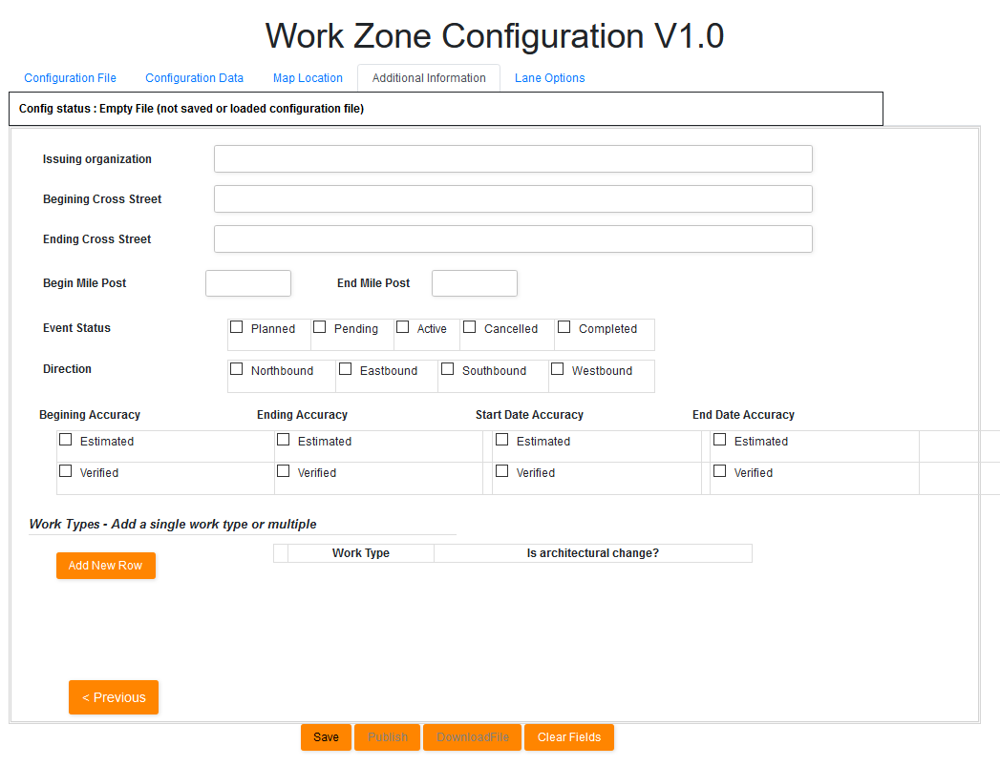 Work Zone Configuration V1.0
Configuration File Configuration Data Map Location Additional Information Lane Options
Config status : Empty File (not saved or loaded configuration file)
Issuing organization
Begining Cross Street
Ending Cross Street
Begin Mile Post End Mile Post
Event Status Planned Pending Active Cancelled Completed
Direction Northbound Eastbound Southbound Westbound
Begining Accuracy Ending Accuracy Start Date Accuracy End Date Accuracy
Estimated Estimated Estimated Estimated
Verified Verified Verified Verified
Work Types - Add a single work type or multiple
Work Type Is architectural change?
Add New Row
< Previous
Save Publish DownloadFile Clear Fields